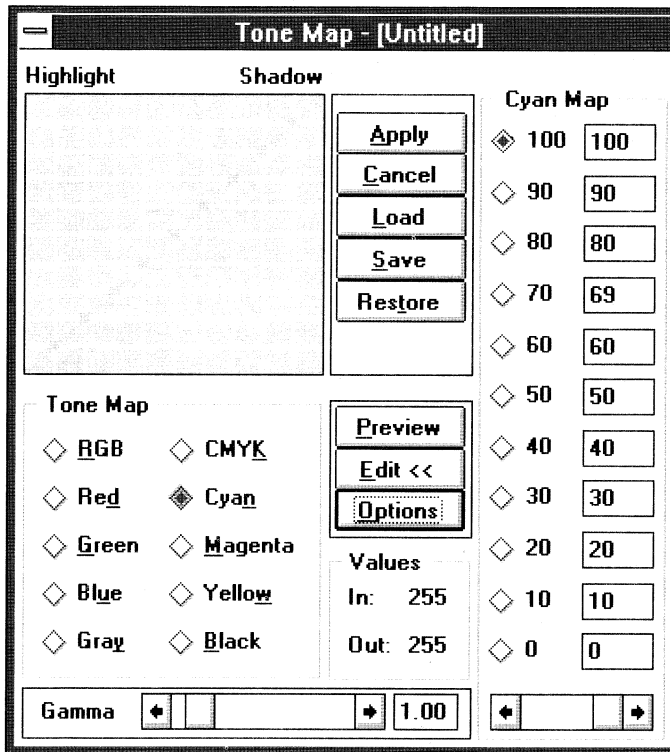 Tone Map - [Untitled]
Highlight Shadow
Apply
Cancel
Load
Save
Restore
Tone Map
RGB CMYK
Red Cyan
Green Magenta
Blue Yellow
Gray Black
Preview
Edit <<
Options
Values
In: 255
Out: 255
Gamma 1.00
Cyan Map
100 100
90 90
80 80
70 69
60 60
50 50
40 40
30 30
20 20
10 10
0 0